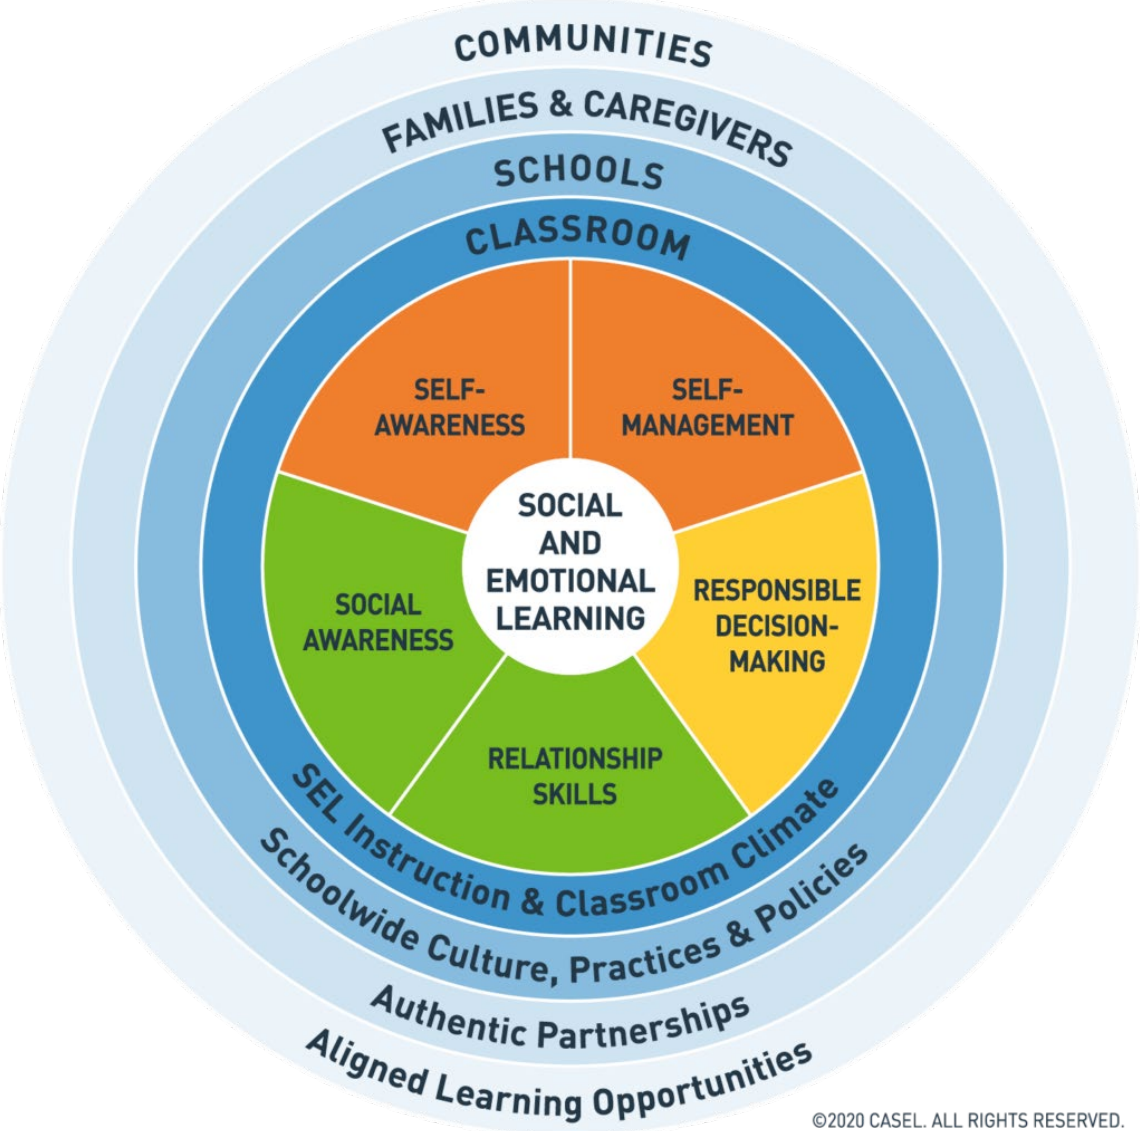 COMMUNITIES
FAMILIES & CAREGIVERS
SCHOOLS
CLASSROOM
SELF-
AWARENESS
SELF-
MANAGEMENT
SOCIAL
AND
EMOTIONAL
LEARNING
SOCIAL
AWARENESS
RESPONSIBLE
DECISION-
MAKING
RELATIONSHIP
SKILLS
SEL Instruction & Classroom Climate
Schoolwide Culture, Practices & Policies
Authentic Partnerships
Aligned Learning Opportunities
©2020 CASEL. ALL RIGHTS RESERVED.